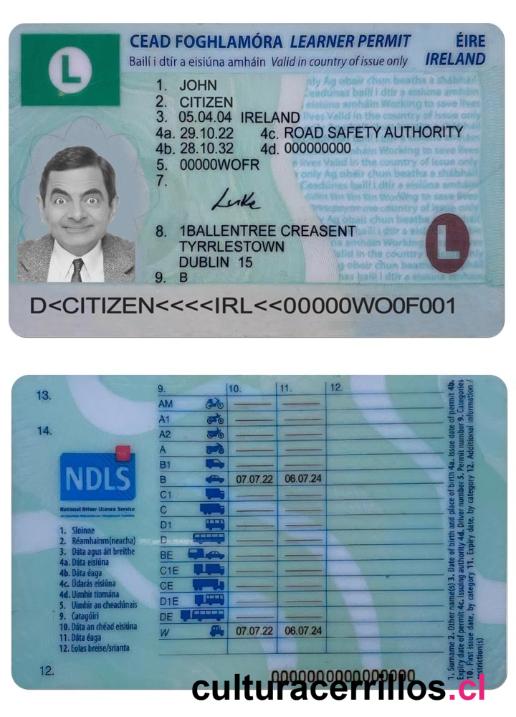 CEAD FOGHLAMÓRA LEARNER PERMIT ÉIRE
Bailí i dtír a eisiúna amháin Valid in country of issue only IRELAND
L
1. JOHN
2. CITIZEN
3. 05.04.04 IRELAND
4a. 29.10.22 4c. ROAD SAFETY AUTHORITY
4b. 28.10.32 4d. 000000000
5. 00000WOFR
7.
Luke
8. 1BALLENTREE CREASENT
TYRRLESTOWN
DUBLIN 15
L
9. B
D<CITIZEN<<<<IRL<<00000WO0F001
13.
14.
NDLS
National Driver Licence Service
1. Sloinne
2. Réamhainm(neacha)
3. Dáta agus áit breithe
4a. Dáta eisiúna
4b. Dáta éaga
4c. Údarás eisiúna
4d. Uimhir tiomána
5. Uimhir an cheadúnais
9. Catagóirí
10. Dáta an chéad eisiúna
11. Dáta éaga
12. Eolas breise/srianta
12.
9. 10. 11. 12.
AM
A1
A2
A
B1
B 07.07.22 06.07.24
C1
C
D1
D
BE
C1E
CE
D1E
DE
W 07.07.22 06.07.24
1. Surname 2. Other name(s) 3. Date of birth and place of birth 4a. Issue date of permit 4b.
Expiry date of permit 4c. Issuing authority 4d. Driver number 5. Permit number 9. Categories
10. First issue date, by category 11. Expiry date, by category 12. Additional information /
restriction(s)
culturacerrillos.cl